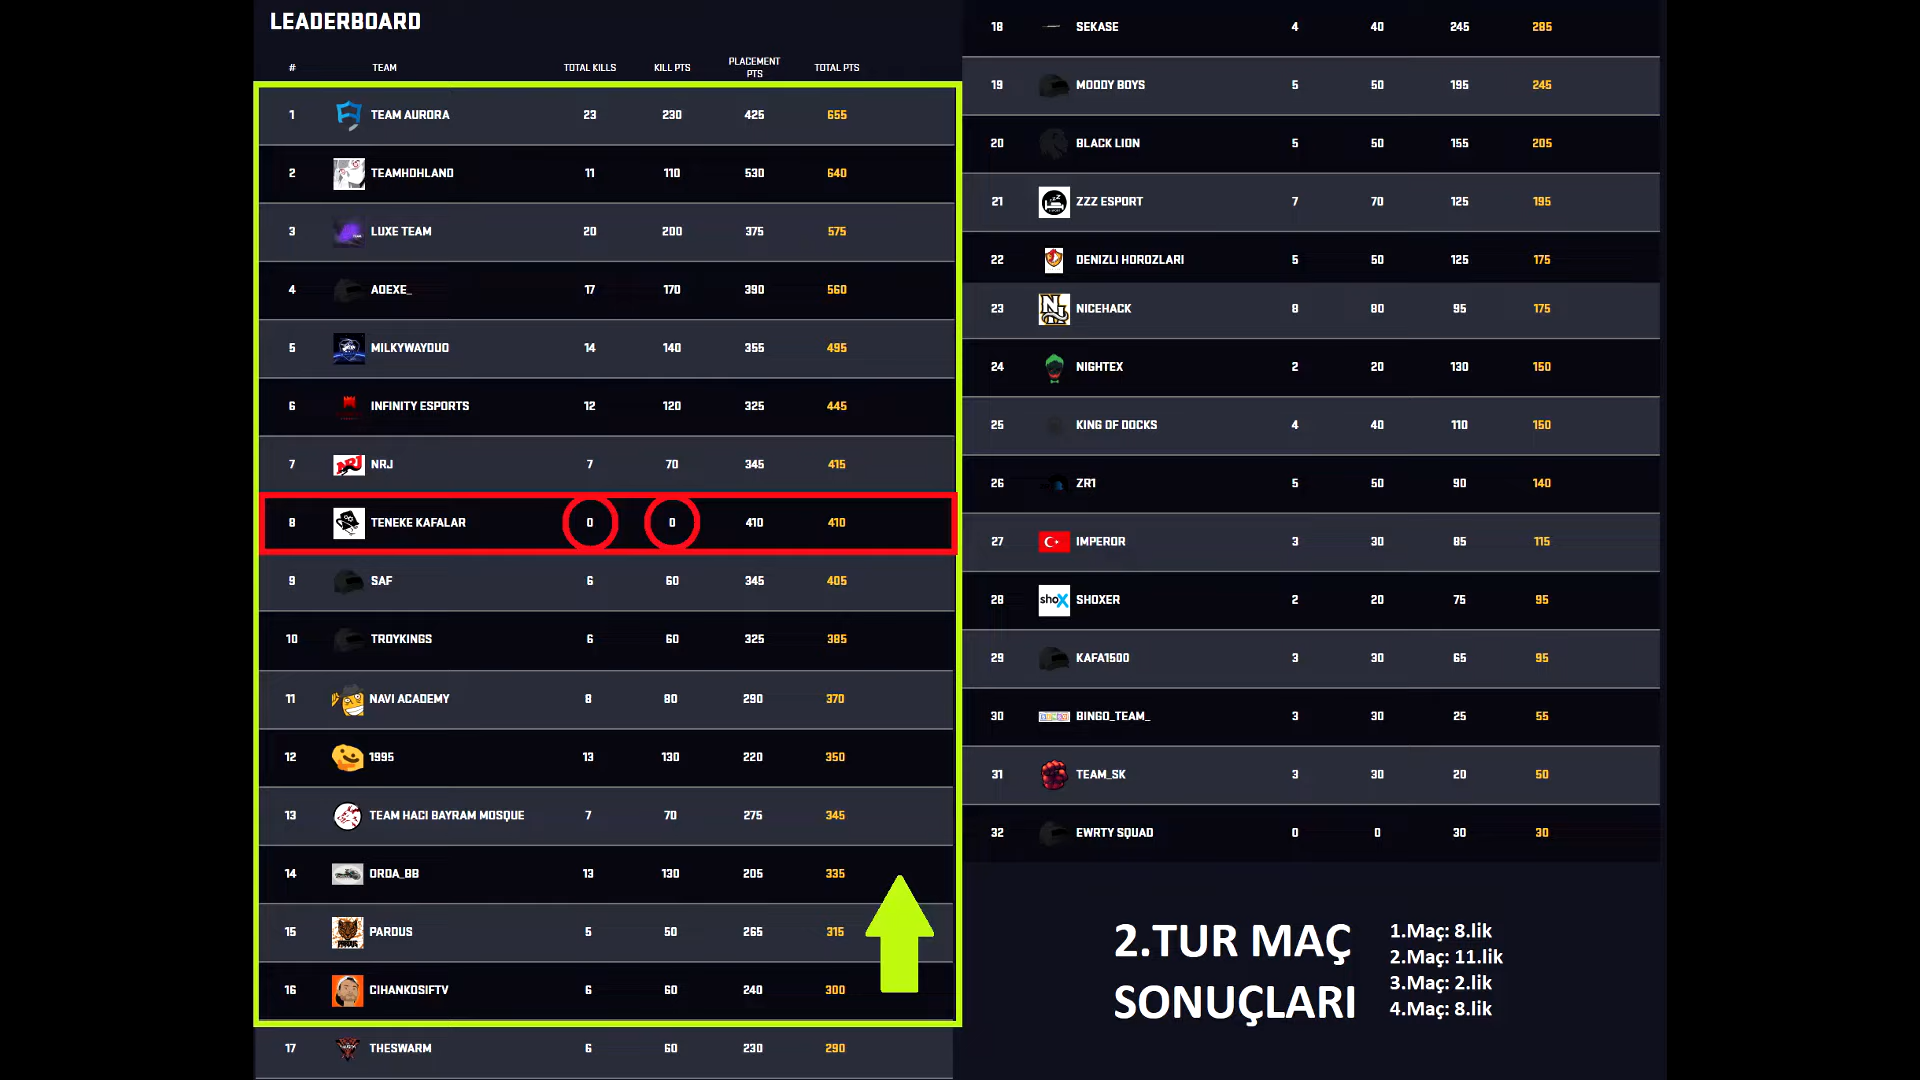 LEADERBOARD
# TEAM TOTAL KILLS KILL PTS PLACEMENT PTS TOTAL PTS
1 TEAM AURORA 23 230 425 655
2 TEAMHOHLAND 11 110 530 640
3 LUXE TEAM 20 200 375 575
4 AOEXE_ 17 170 390 560
5 MILKYWAYDUO 14 140 355 495
6 INFINITY ESPORTS 12 120 325 445
7 NRJ NRJ 7 70 345 415
8 TENEKE KAFALAR 0 0 410 410
9 SAF 6 60 345 405
10 TROYKINGS 6 60 325 385
11 NAVI ACADEMY 8 80 290 370
12 1995 13 130 220 350
13 TEAM HACI BAYRAM MOSQUE 7 70 275 345
14 ORDA_BB 13 130 205 335
15 PARDUS PARDUS 5 50 265 315
16 CIHANKOSIFTV 6 60 240 300
17 THESWARM 6 60 230 290
18 SEKASE 4 40 245 285
19 MOODY BOYS 5 50 195 245
20 BLACK LION 5 50 155 205
21 ZZZ ESPORT 7 70 125 195
22 DENIZLI HOROZLARI 5 50 125 175
23 NICEHACK 8 80 95 175
24 NIGHTEX 2 20 130 150
25 KING OF DOCKS 4 40 110 150
26 ZR1 5 50 90 140
27 IMPEROR 3 30 85 115
28 shoX SHOXER 2 20 75 95
29 KAFA1500 3 30 65 95
30 BINGO_TEAM_ 3 30 25 55
31 TEAM_SK 3 30 20 50
32 EWRTY SQUAD 0 0 30 30
2.TUR MAÇ
SONUÇLARI
1.Maç: 8.lik
2.Maç: 11.lik
3.Maç: 2.lik
4.Maç: 8.lik